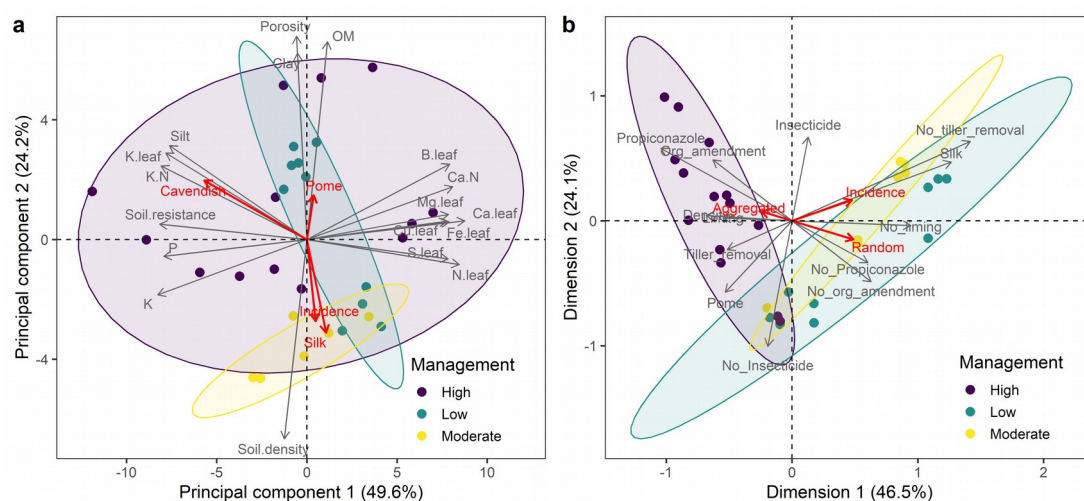 a
Porosity
OM
Clay
Silt
K.leaf
K.N
Cavendish
Pome
B.leaf
Ca.N
Mg.leaf
Ca.leaf
Fe.leaf
S.leaf
N.leaf
Soil.resistance
P
K
Incidence
Silk
Soil.density
4
0
-4
-10
-5
0
5
10
Principal component 1 (49.6%)
Principal component 2 (24.2%)
Management
High
Low
Moderate
b
Insecticide
No_tiller_removal
Silk
Propiconazole
Org_amendment
Incidence
Aggregated
Liming
No_liming
Random
Tiller_removal
No_Propiconazole
No_org_amendment
Pome
No_Insecticide
1
0
-1
-1
0
1
2
Dimension 1 (46.5%)
Dimension 2 (24.1%)
Management
High
Low
Moderate